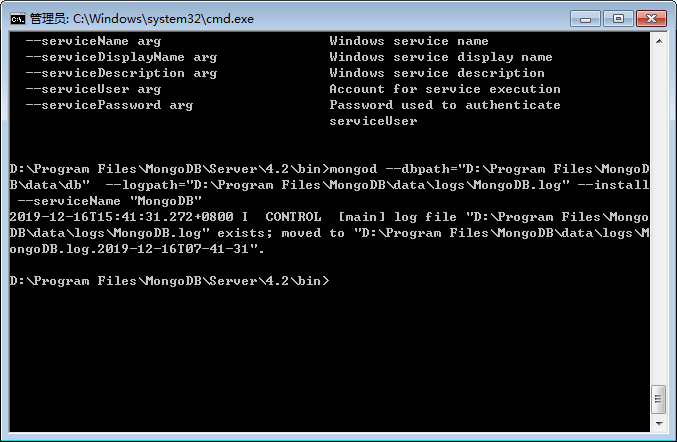 管理员: C:\Windows\system32\cmd.exe
--serviceName arg Windows service name
--serviceDisplayName arg Windows service display name
--serviceDescription arg Windows service description
--serviceUser arg Account for service execution
--servicePassword arg Password used to authenticate
serviceUser
D:\Program Files\MongoDB\Server\4.2\bin>mongod --dbpath="D:\Program Files\MongoD
B\data\db"  --logpath="D:\Program Files\MongoDB\data\logs\MongoDB.log" --install
--serviceName "MongoDB"
2019-12-16T15:41:31.272+0800 I  CONTROL  [main] log file "D:\Program Files\Mongo
DB\data\logs\MongoDB.log" exists; moved to "D:\Program Files\MongoDB\data\logs\M
ongoDB.log.2019-12-16T07-41-31".
D:\Program Files\MongoDB\Server\4.2\bin>